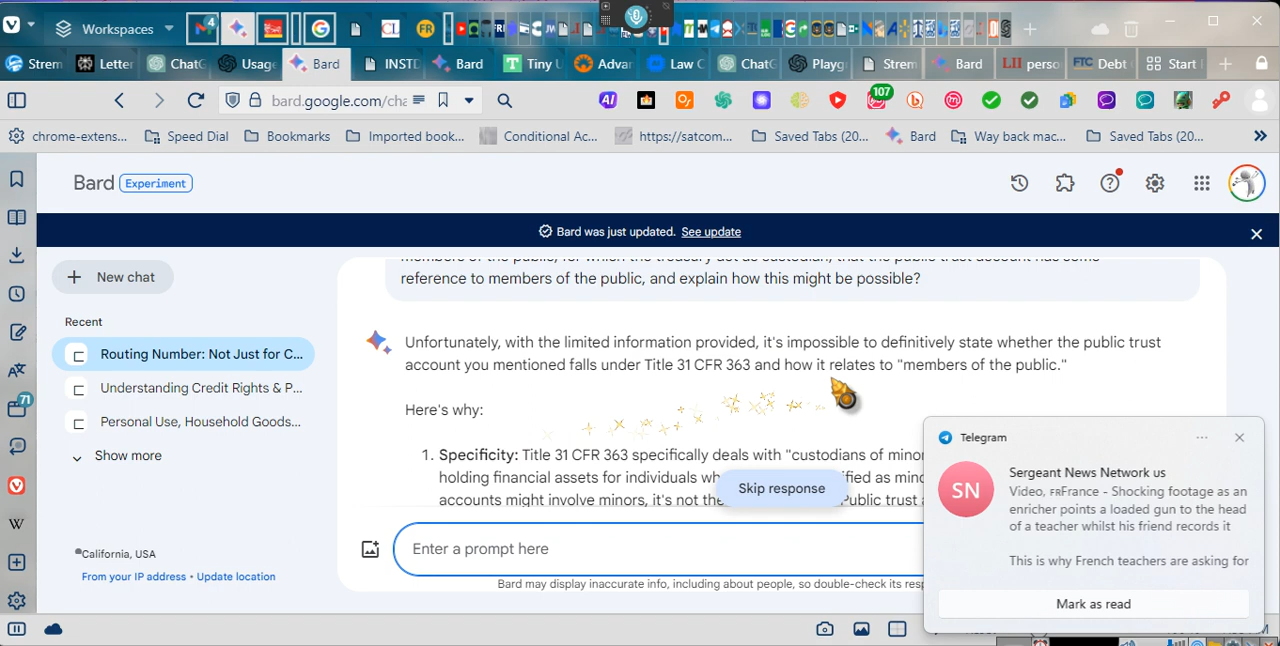 Workspaces
4
CL
FR
Strem
Letter
ChatG
Usage
Bard
INSTD
Bard
Tiny U
Advar
Law C
ChatG
Playg
Strem
Bard
LII perso
FTC Debt
Start
bard.google.com/cha
107
chrome-extens...
Speed Dial
Bookmarks
Imported book...
Conditional Ac...
https://satcom...
Saved Tabs (20...
Bard
Way back mac...
Saved Tabs (20...
Bard Experiment
Bard was just updated. See update
New chat
Recent
Routing Number: Not Just for C...
Understanding Credit Rights & P...
Personal Use, Household Goods...
Show more
71
California, USA
From your IP address • Update location
members of the public, for which the treasury act as custodian, that the public trust account has some
reference to members of the public, and explain how this might be possible?
Unfortunately, with the limited information provided, it's impossible to definitively state whether the public trust
account you mentioned falls under Title 31 CFR 363 and how it relates to "members of the public."
Here's why:
1. Specificity: Title 31 CFR 363 specifically deals with "custodians of minor
holding financial assets for individuals
accounts might involve minors, it's not the
Public trust
Skip response
Enter a prompt here
Bard may display inaccurate info, including about people, so double-check its resp
Telegram
SN
Sergeant News Network us
Video, FRFrance - Shocking footage as an
enricher points a loaded gun to the head
of a teacher whilst his friend records it
This is why French teachers are asking for
Mark as read